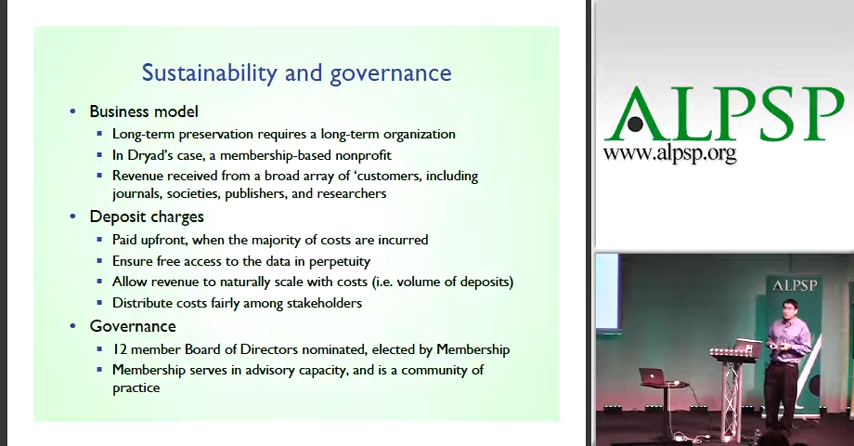 Sustainability and governance
• Business model
▪ Long-term preservation requires a long-term organization
▪ In Dryad's case, a membership-based nonprofit
▪ Revenue received from a broad array of 'customers, including
journals, societies, publishers, and researchers
• Deposit charges
▪ Paid upfront, when the majority of costs are incurred
▪ Ensure free access to the data in perpetuity
▪ Allow revenue to naturally scale with costs (i.e. volume of deposits)
▪ Distribute costs fairly among stakeholders
• Governance
▪ 12 member Board of Directors nominated, elected by Membership
▪ Membership serves in advisory capacity, and is a community of
practice
ALPSP
www.alpsp.org
ALPSP